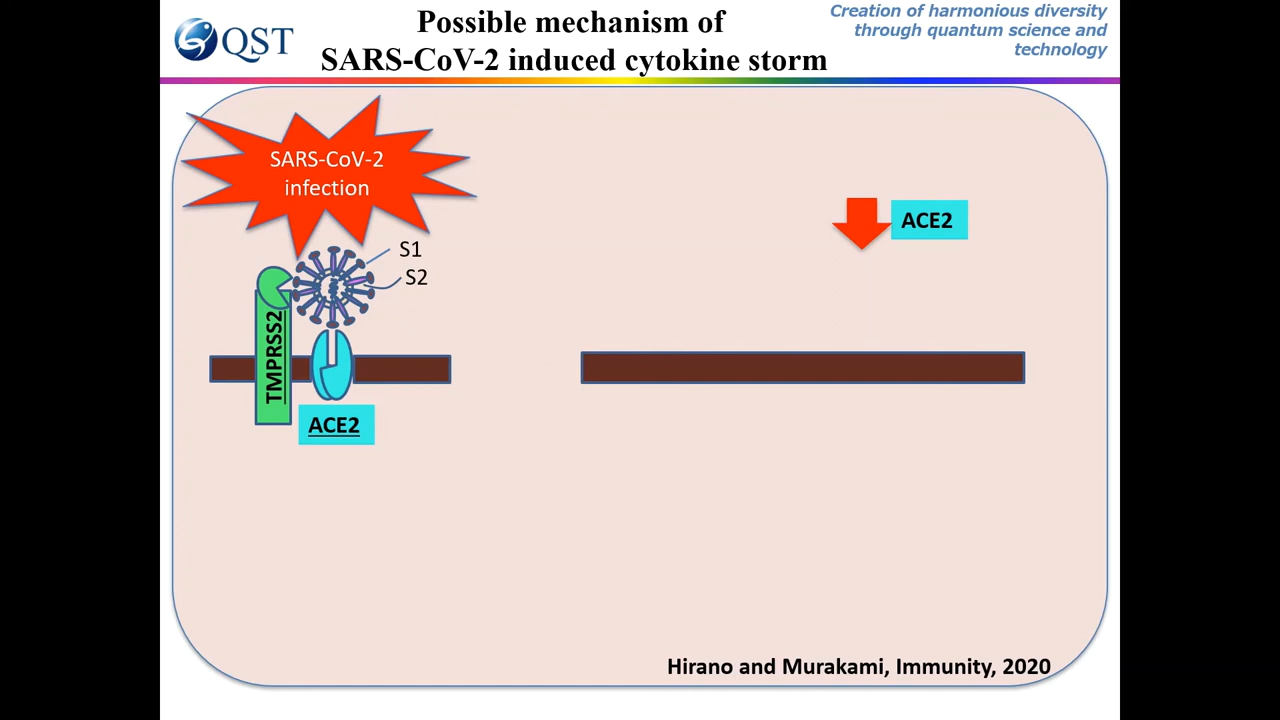 QST
Possible mechanism of
SARS-CoV-2 induced cytokine storm
Creation of harmonious diversity
through quantum science and
technology
SARS-CoV-2
infection
S1
S2
TMPRSS2
ACE2
ACE2
Hirano and Murakami, Immunity, 2020